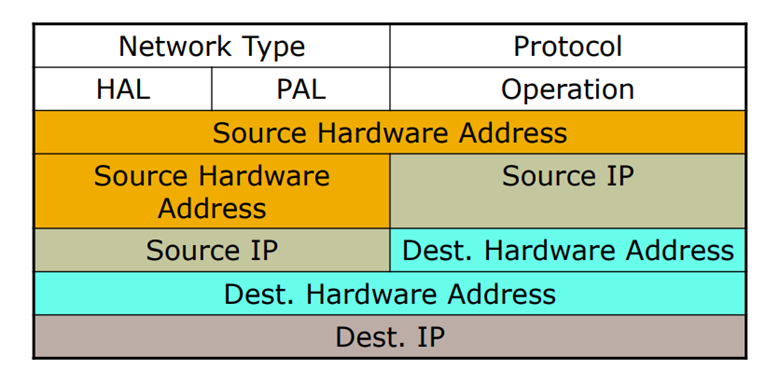 Network Type
Protocol
HAL
PAL
Operation
Source Hardware Address
Source Hardware
Address
Source IP
Source IP
Dest. Hardware Address
Dest. Hardware Address
Dest. IP